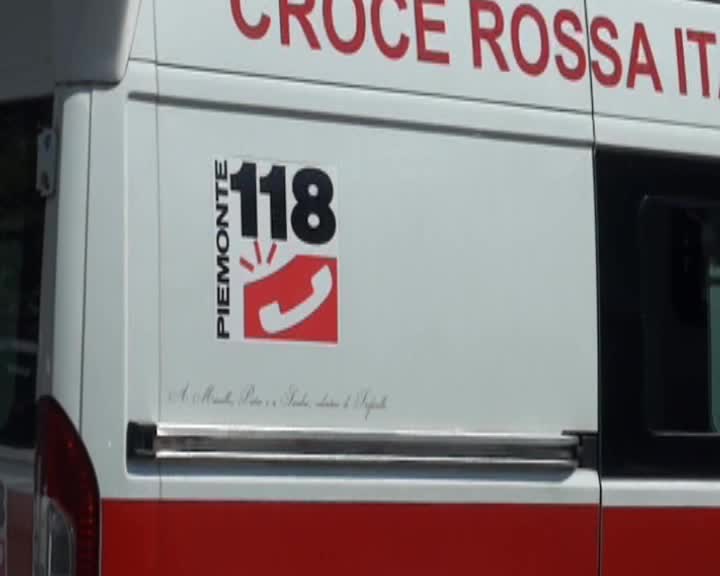 CROCE ROSSA ITA
PIEMONTE
118